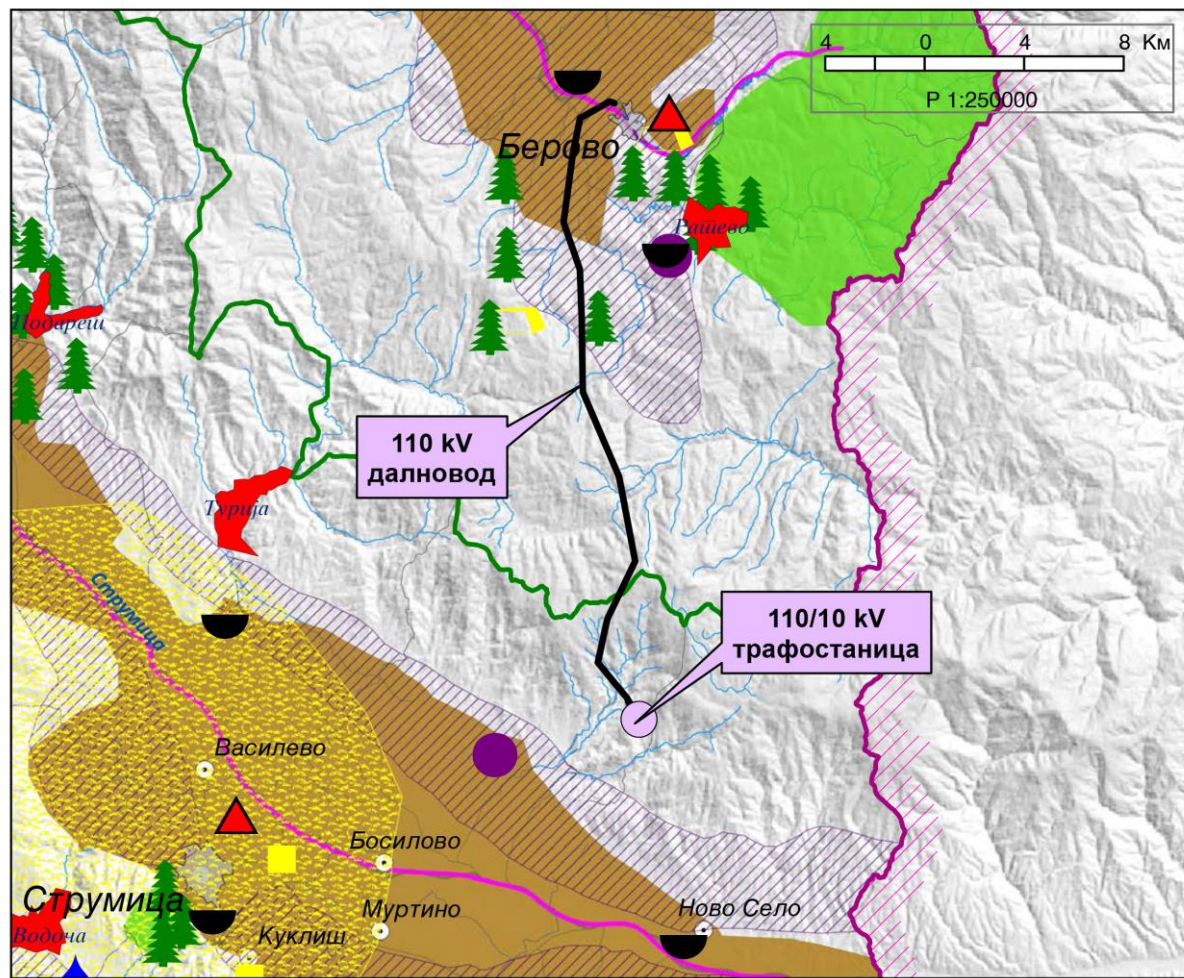 4 0 4 8 Км
Р 1:250000
Берово
Рашево
Подареш
110 kV
далновод
Турија
Струмица
110/10 kV
трафостаница
Василево
Босилово
Струмица
Муртино
Ново Село
Водоча
Куклиш